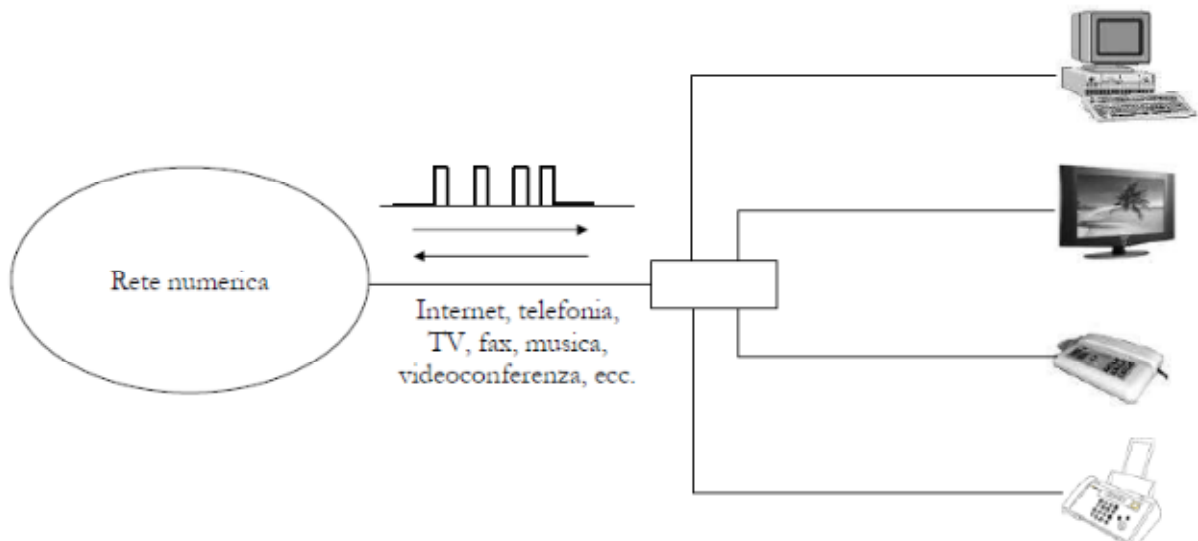 Rete numerica
Internet, telefonia,
TV, fax, musica,
videoconferenza, ecc.